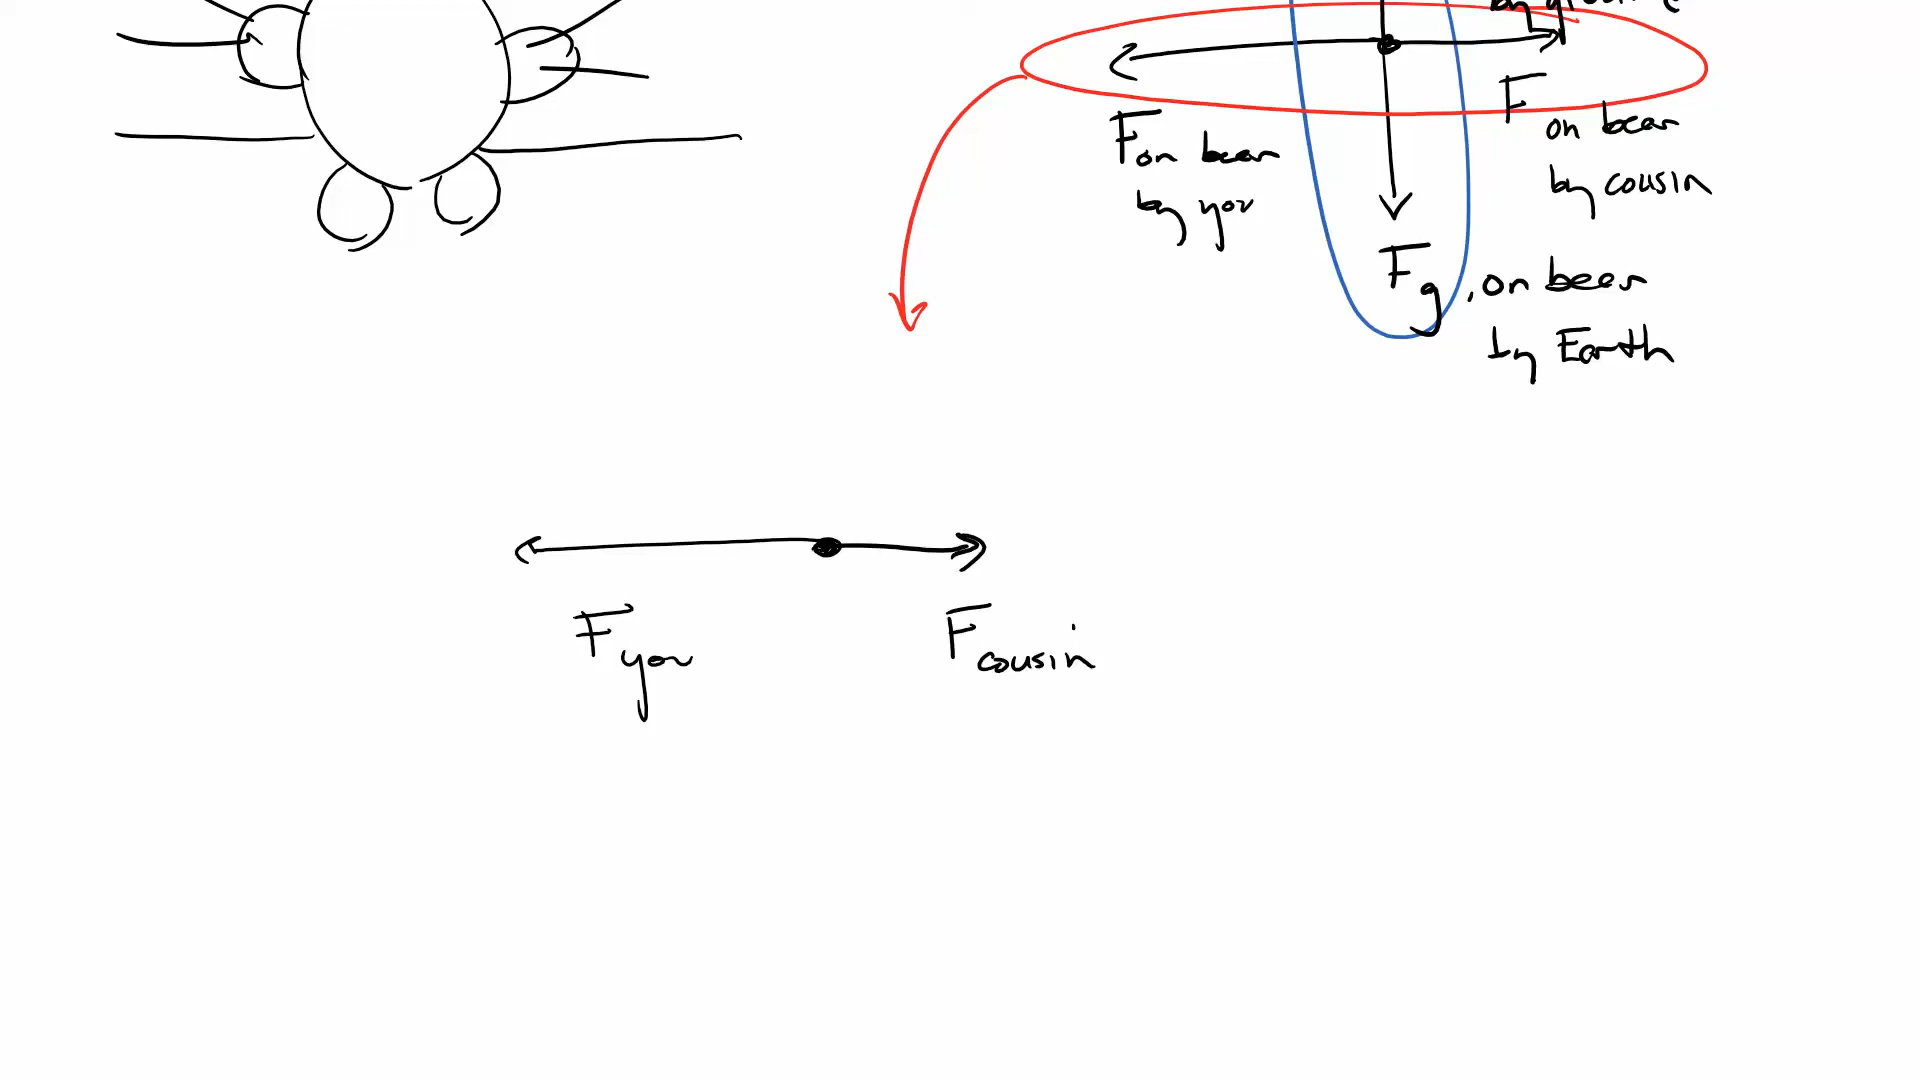 F on bear
by cousin
F on bear
by you
Fg, on bear
by Earth
F you
F cousin